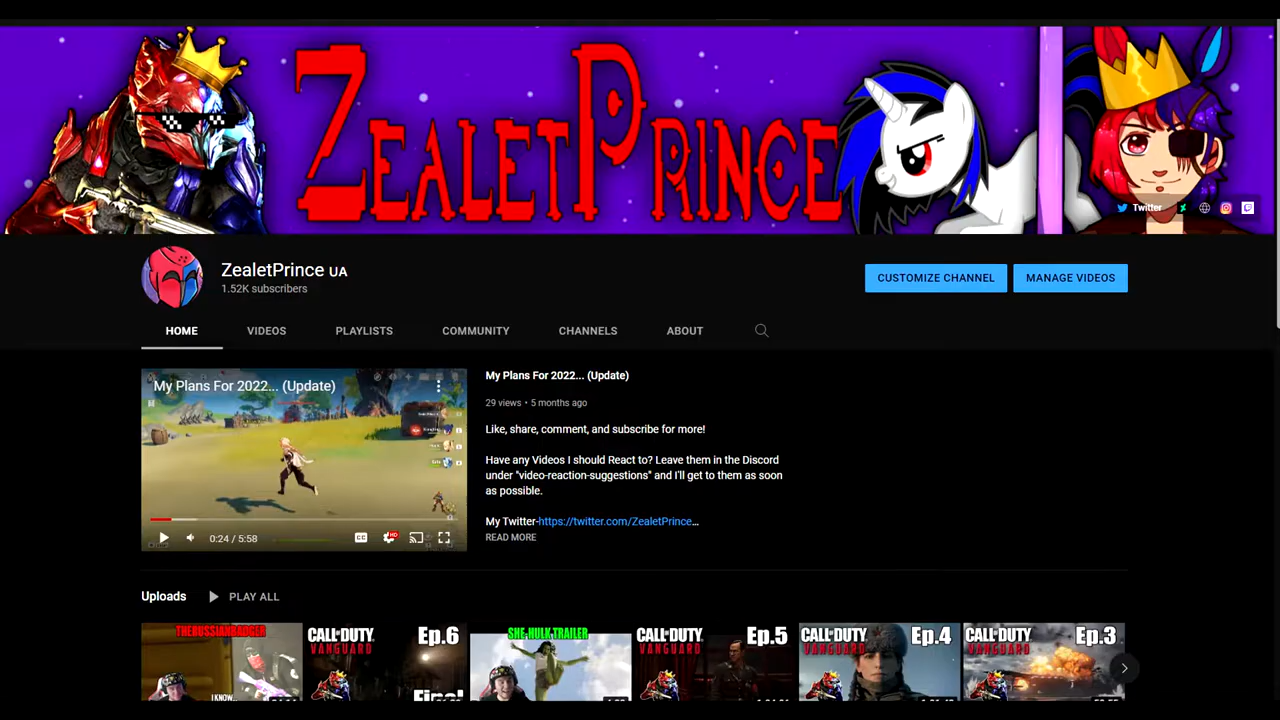 ZEALETPRINCE
Twitter
ZealetPrince UA
1.52K subscribers
CUSTOMIZE CHANNEL
MANAGE VIDEOS
HOME
VIDEOS
PLAYLISTS
COMMUNITY
CHANNELS
ABOUT
My Plans For 2022... (Update)
0:24 / 5:58
CC
HD
My Plans For 2022... (Update)
29 views • 5 months ago
Like, share, comment, and subscribe for more!
Have any Videos I should React to? Leave them in the Discord
under "video-reaction-suggestions" and I'll get to them as soon
as possible.
My Twitter-https://twitter.com/ZealetPrince...
READ MORE
Uploads
PLAY ALL
THERUSSIANBADGER
I KNOW...
CALL OF DUTY
VANGUARD
Ep.6
Final
SHE-HULK TRAILER
CALL OF DUTY
VANGUARD
Ep.5
CALL OF DUTY
VANGUARD
Ep.4
CALL OF DUTY
VANGUARD
Ep.3